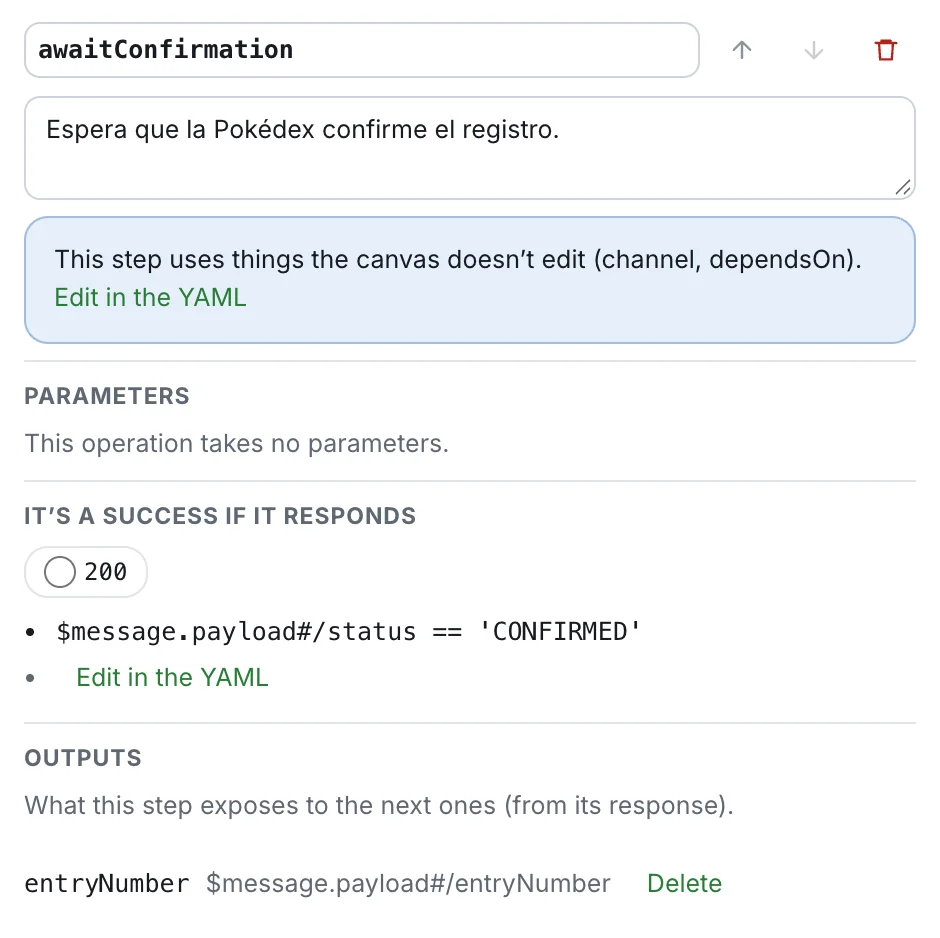 awaitConfirmation
Espera que la Pokédex confirme el registro.
This step uses things the canvas doesn’t edit (channel, dependsOn).
Edit in the YAML
PARAMETERS
This operation takes no parameters.
IT’S A SUCCESS IF IT RESPONDS
200
• $message.payload#/status == 'CONFIRMED'
• Edit in the YAML
OUTPUTS
What this step exposes to the next ones (from its response).
entryNumber $message.payload#/entryNumber Delete